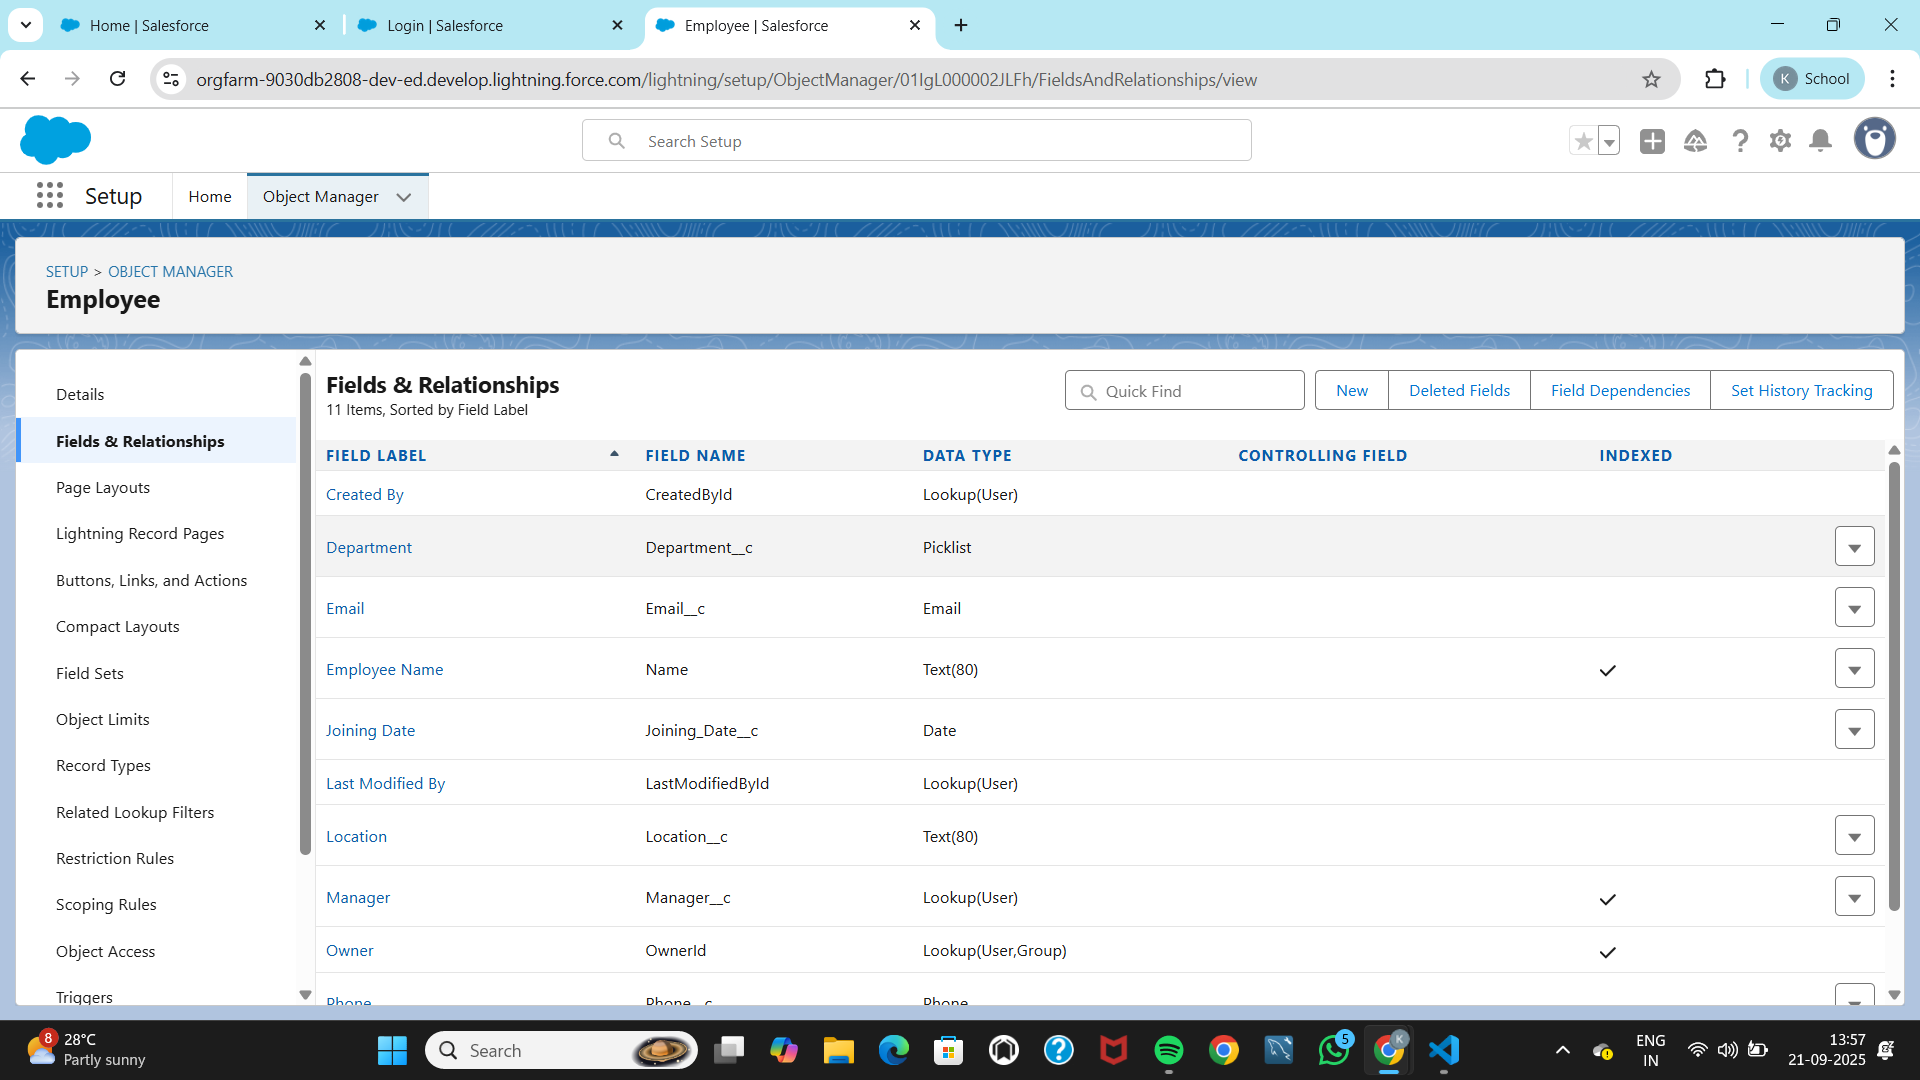 Home | Salesforce
Login | Salesforce
Employee | Salesforce
orgfarm-9030db2808-dev-ed.develop.lightning.force.com/lightning/setup/ObjectManager/01IgL000002JLFh/FieldsAndRelationships/view
K School
Search Setup
Setup
Home
Object Manager
SETUP > OBJECT MANAGER
Employee
Details
Fields & Relationships
Page Layouts
Lightning Record Pages
Buttons, Links, and Actions
Compact Layouts
Field Sets
Object Limits
Record Types
Related Lookup Filters
Restriction Rules
Scoping Rules
Object Access
Triggers
Fields & Relationships
11 Items, Sorted by Field Label
Quick Find
New
Deleted Fields
Field Dependencies
Set History Tracking
FIELD LABEL FIELD NAME DATA TYPE CONTROLLING FIELD INDEXED
Created By CreatedById Lookup(User)
Department Department__c Picklist
Email Email__c Email
Employee Name Name Text(80)
Joining Date Joining_Date__c Date
Last Modified By LastModifiedById Lookup(User)
Location Location__c Text(80)
Manager Manager__c Lookup(User)
Owner OwnerId Lookup(User,Group)
Phone Phone__c Phone
8
28°C
Partly sunny
Search
5
K
ENG
IN
13:57
21-09-2025